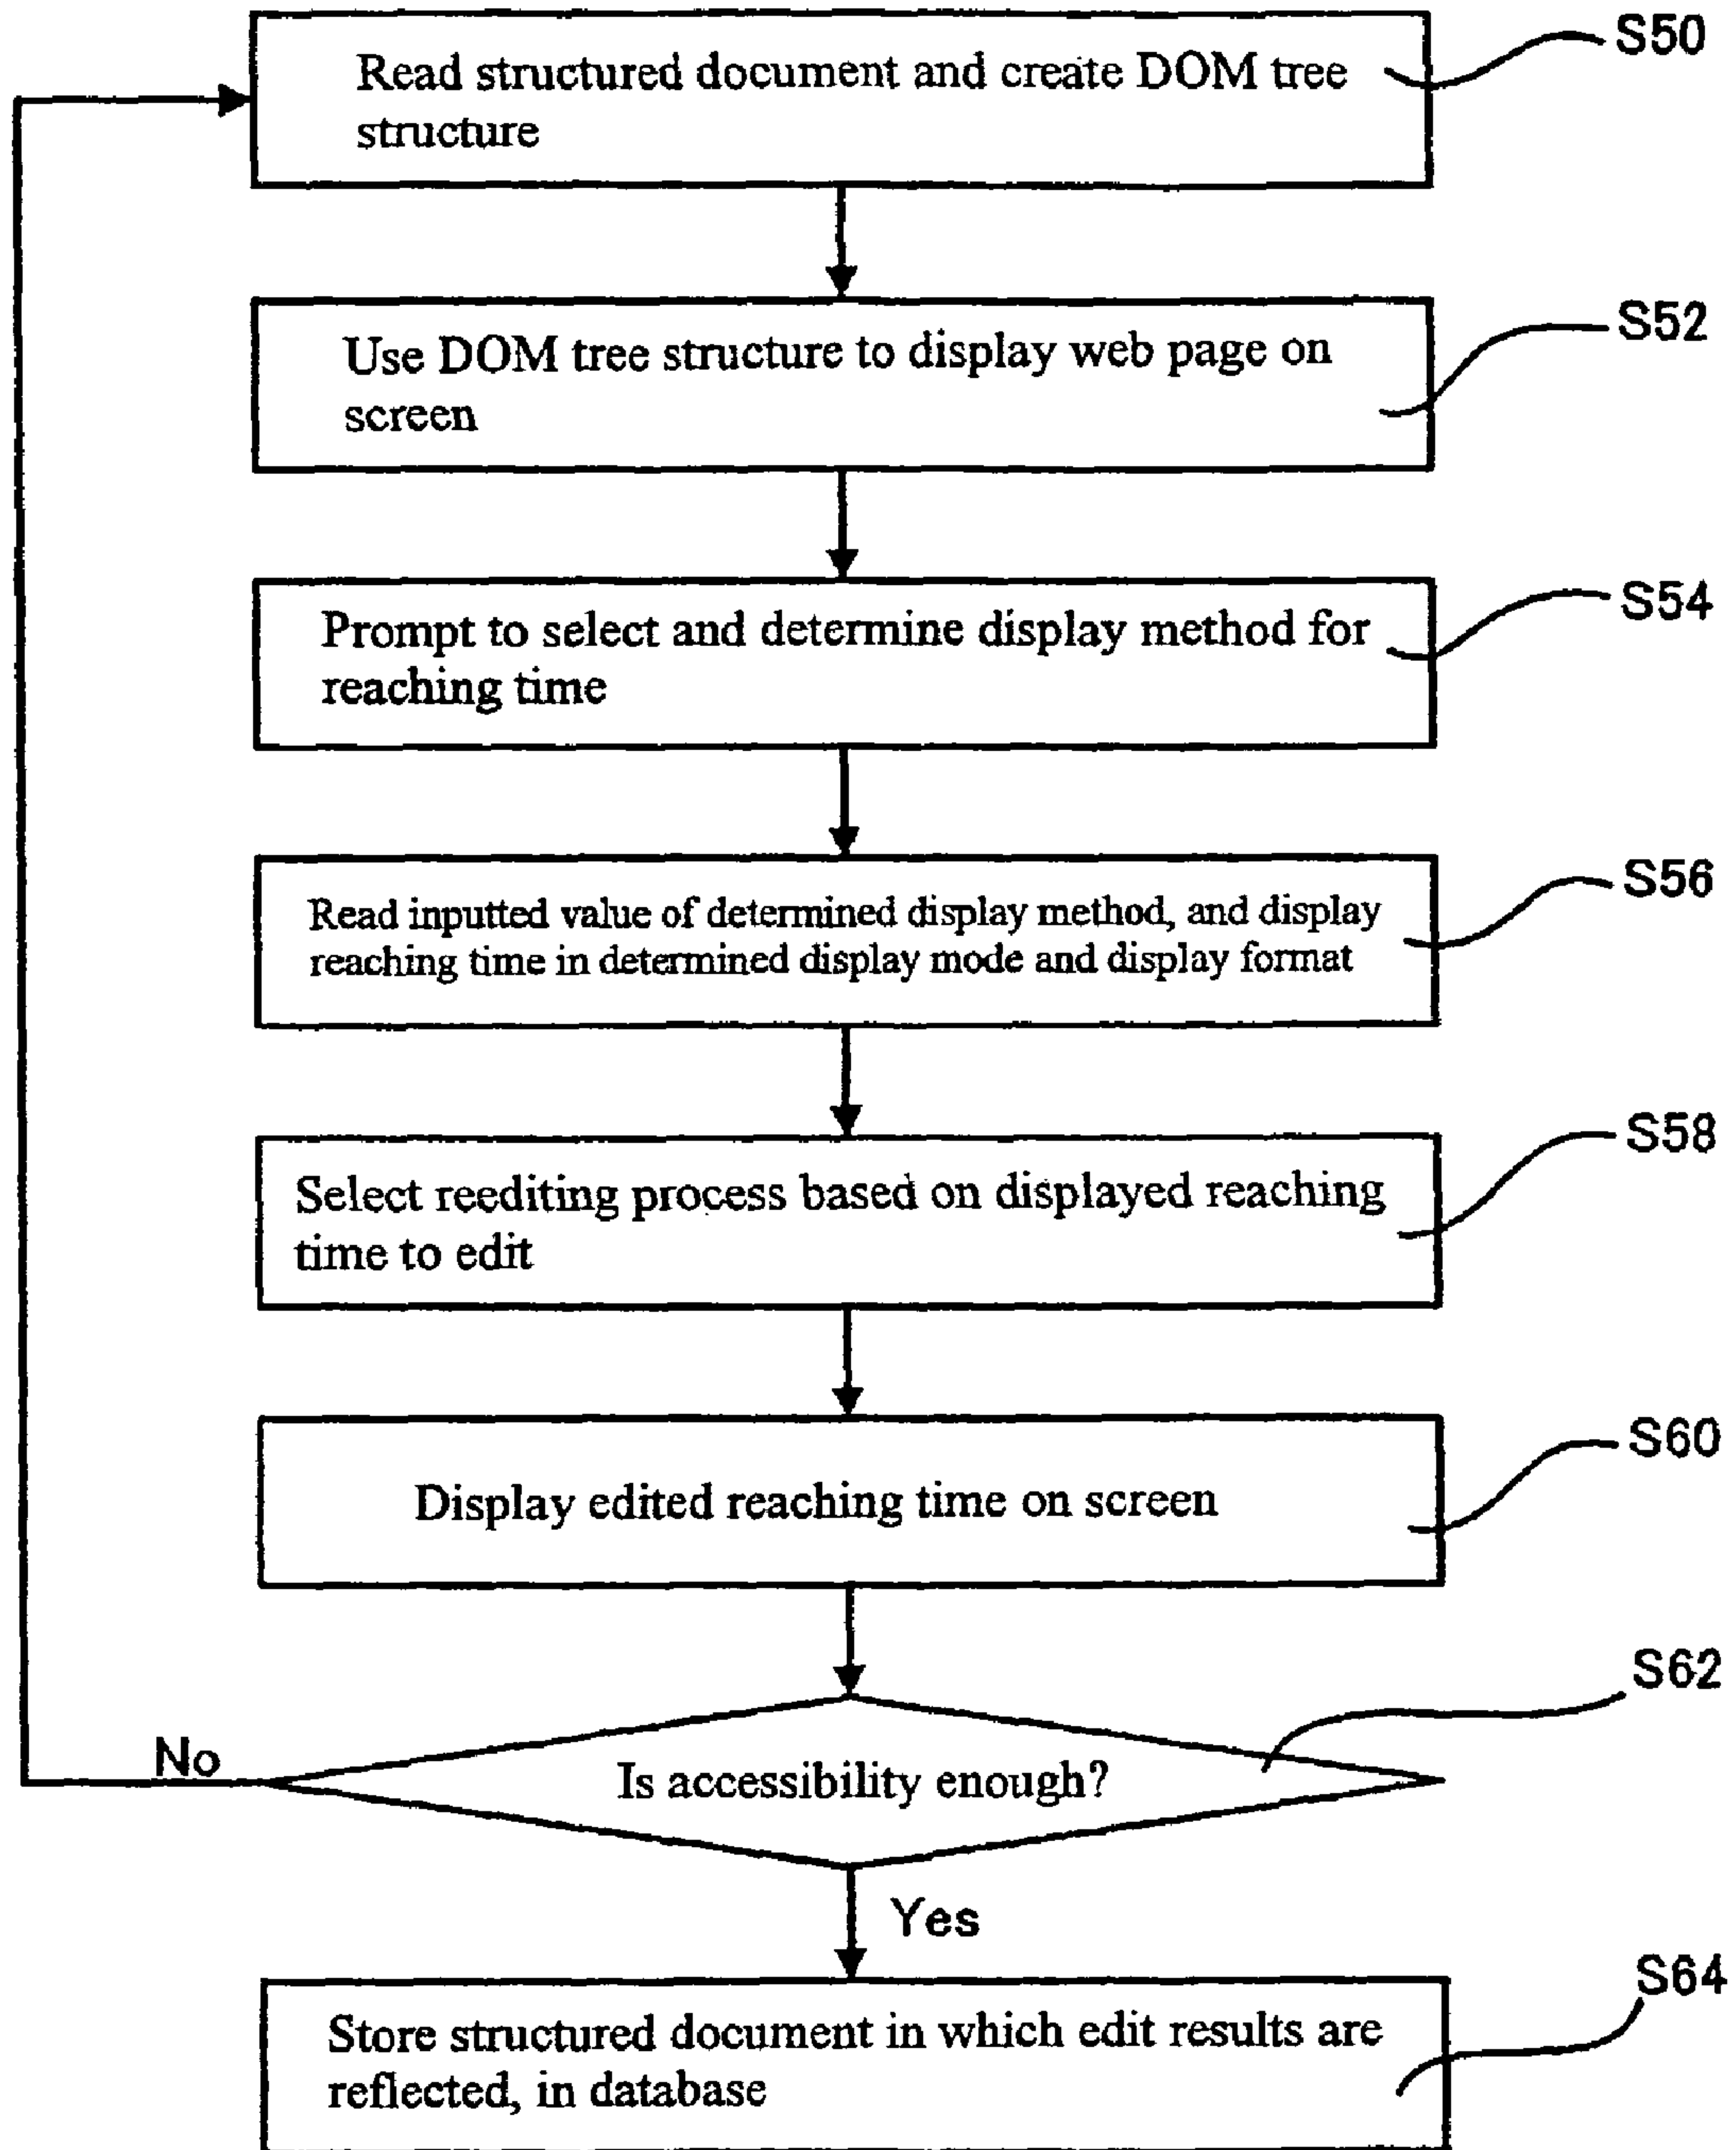 S50
Read structured document and create DOM tree
structure
S52
Use DOM tree structure to display web page on
screen
S54
Prompt to select and determine display method for
reaching time
S56
Read inputted value of determined display method, and display
reaching time in determined display mode and display format
S58
Select reediting process based on displayed reaching
time to edit
S60
Display edited reaching time on screen
S62
No
Is accessibility enough?
Yes
S64
Store structured document in which edit results are
reflected, in database